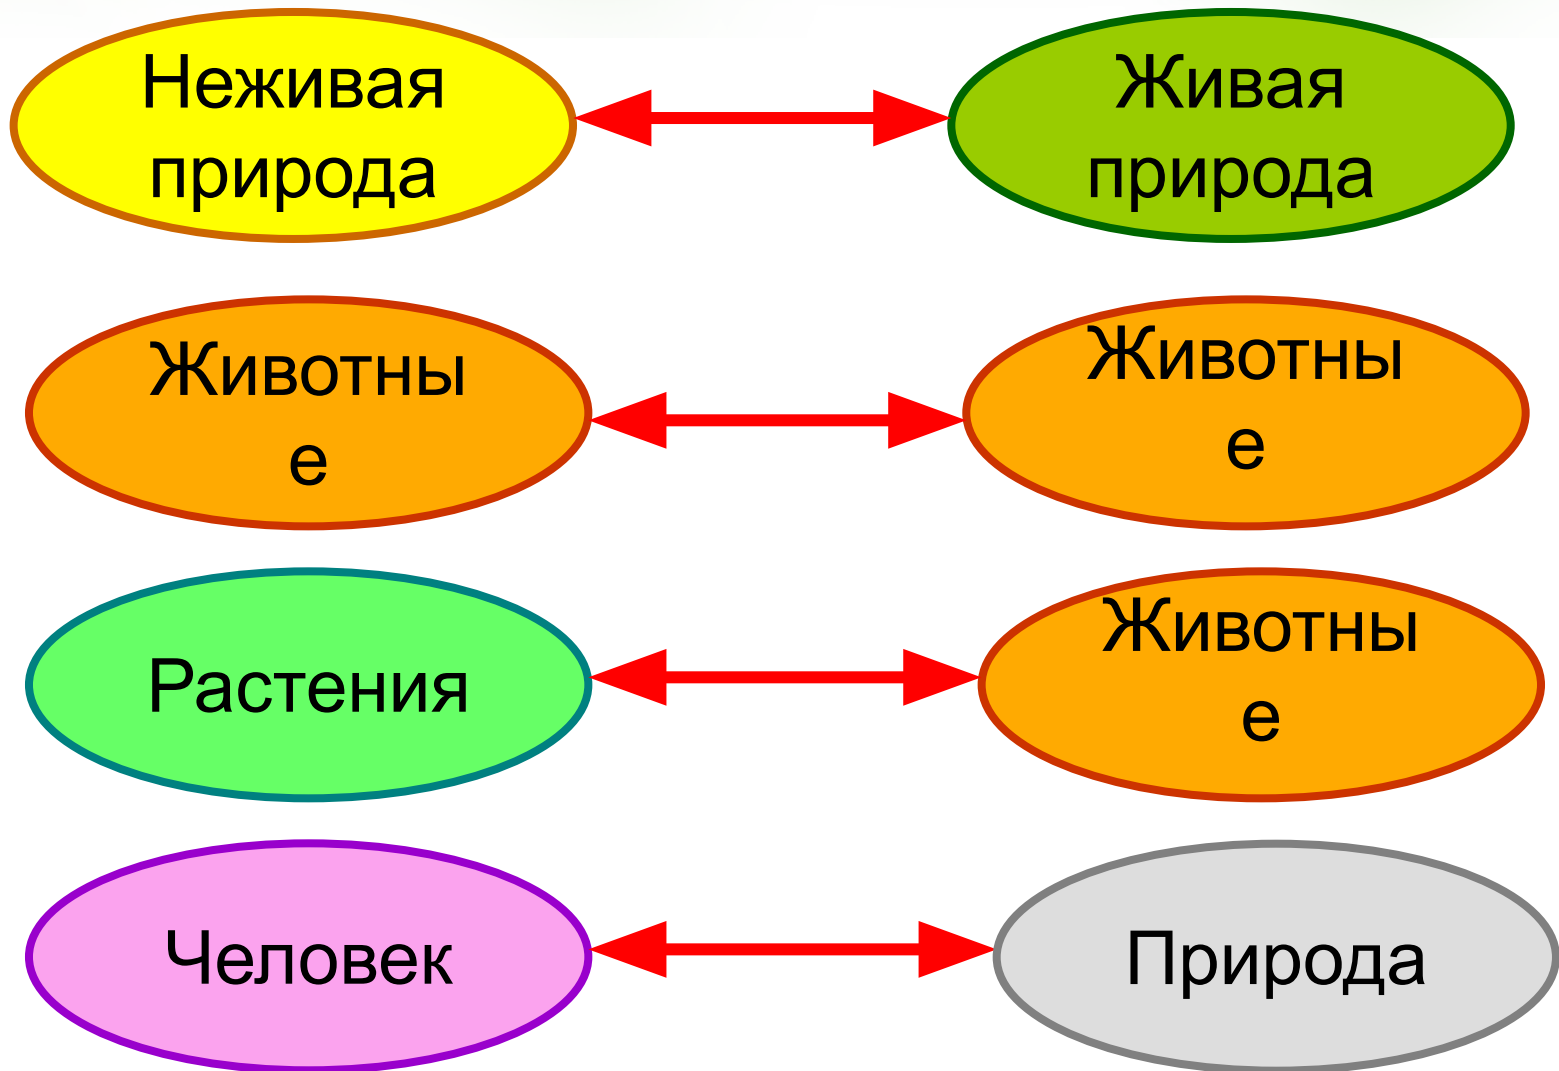 Неживая
природа
Живая
природа
Животны
е
Животны
е
Растения
Животны
е
Человек
Природа